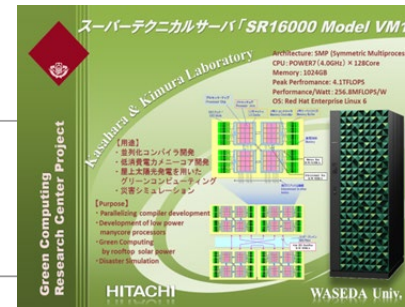 スーパーテクニカルサーバ「SR16000 Model VM1
Kasahara & Kimura Laboratory
Architecture: SMP (Symmetric Multiproces
CPU: POWER7(4.0GHz) × 128Core
Memory: 1024GB
Peak Perfromance: 4.1TFLOPS
Performance/Watt: 256.8MFLOPS/W
OS: Red Hat Enterprise Linux 6
【用途】
・並列化コンパイラ開発
・低消費電力メニーコア開発
・屋上太陽光発電を用いた
グリーンコンピューティング
・災害シミュレーション
【Purpose】
・Parallelizing compiler development
・Development of low power
manycore processors
・Green Computing
by rooftop solar power
・Disaster Simulation
Green Computing
Research Center Project
HITACHI
WASEDA Univ.